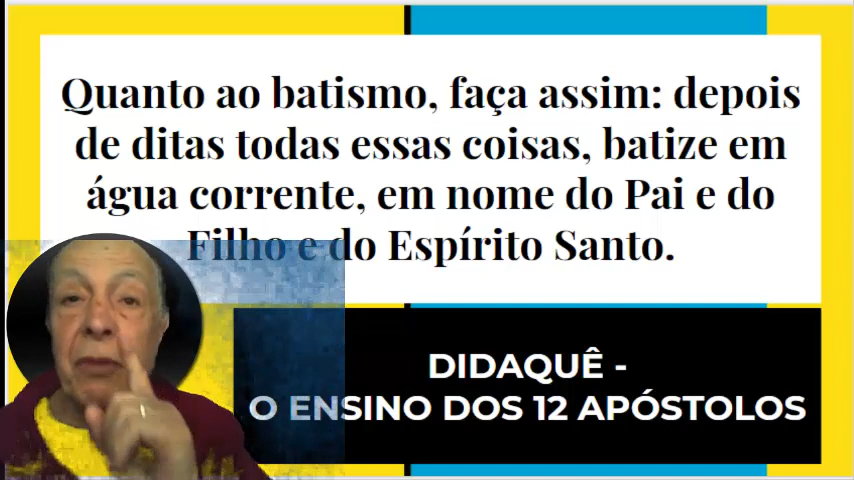 Quanto ao batismo, faça assim: depois
de ditas todas essas coisas, batize em
água corrente, em nome do Pai e do
Filho e do Espírito Santo.
DIDAQUÊ -
O ENSINO DOS 12 APÓSTOLOS